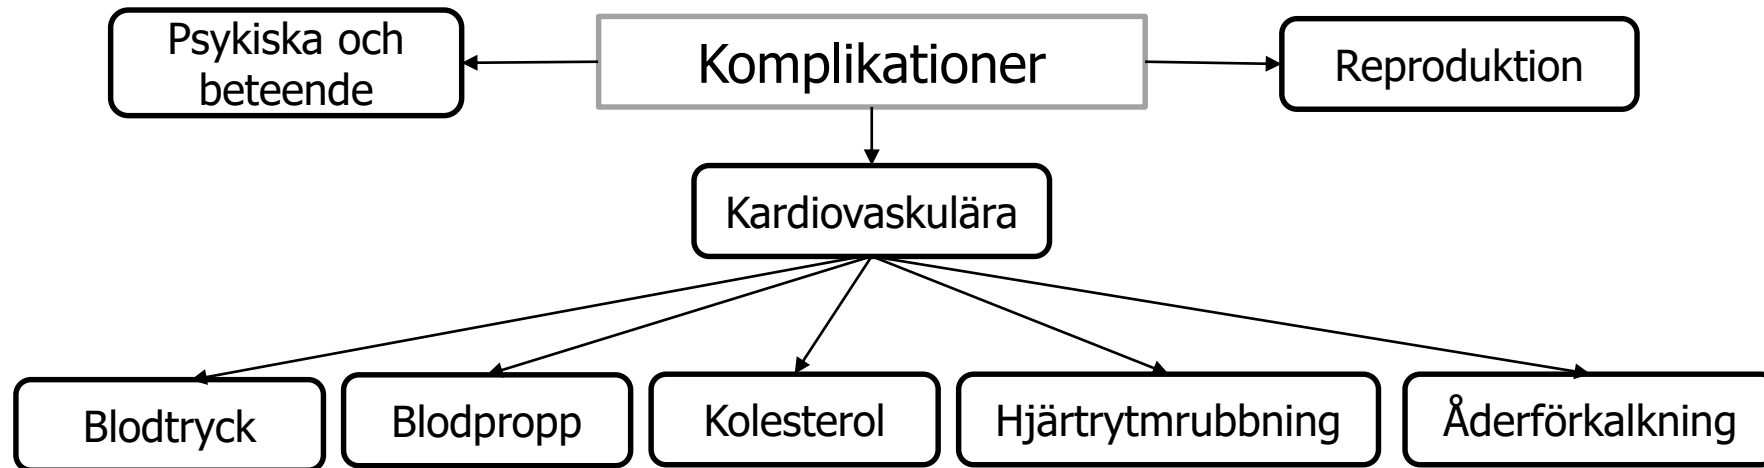 Psykiska och
beteende
Komplikationer
Reproduktion
Kardiovaskulära
Blodtryck
Blodpropp
Kolesterol
Hjärtrytmrubbning
Åderförkalkning